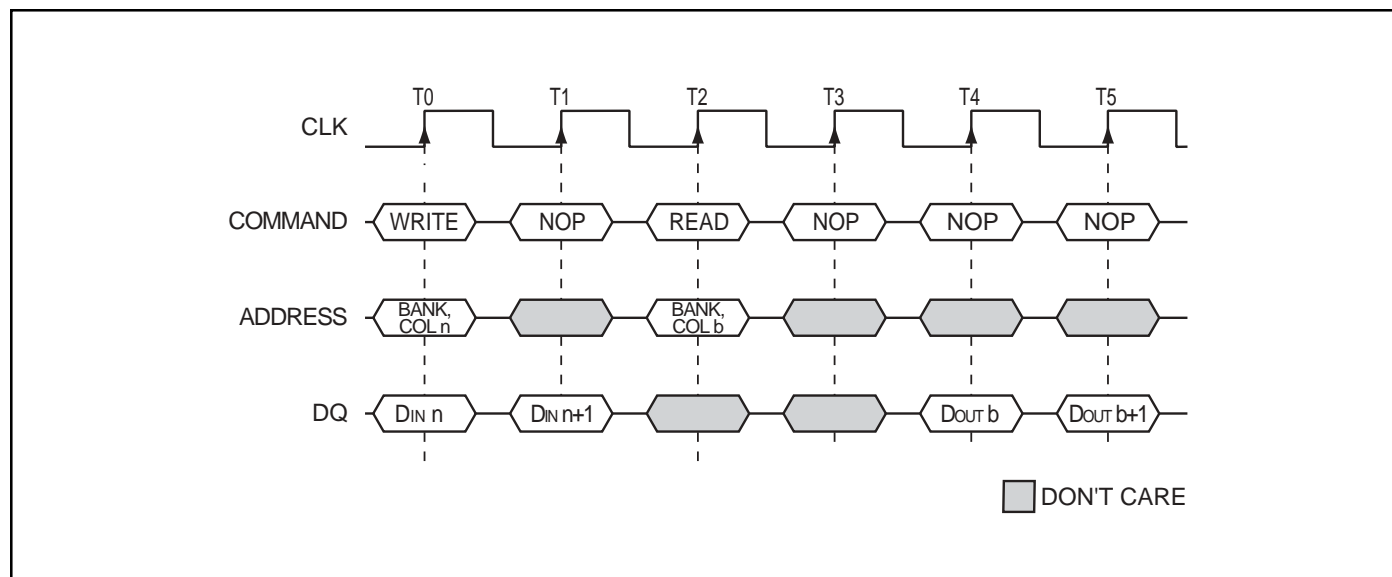 T0 T1 T2 T3 T4 T5
CLK
COMMAND WRITE NOP READ NOP NOP NOP
BANK, BANK,
ADDRESS
COL n COL b
DQ DIN n DIN n+1 DOUT b DOUT b+1
DON'T CARE